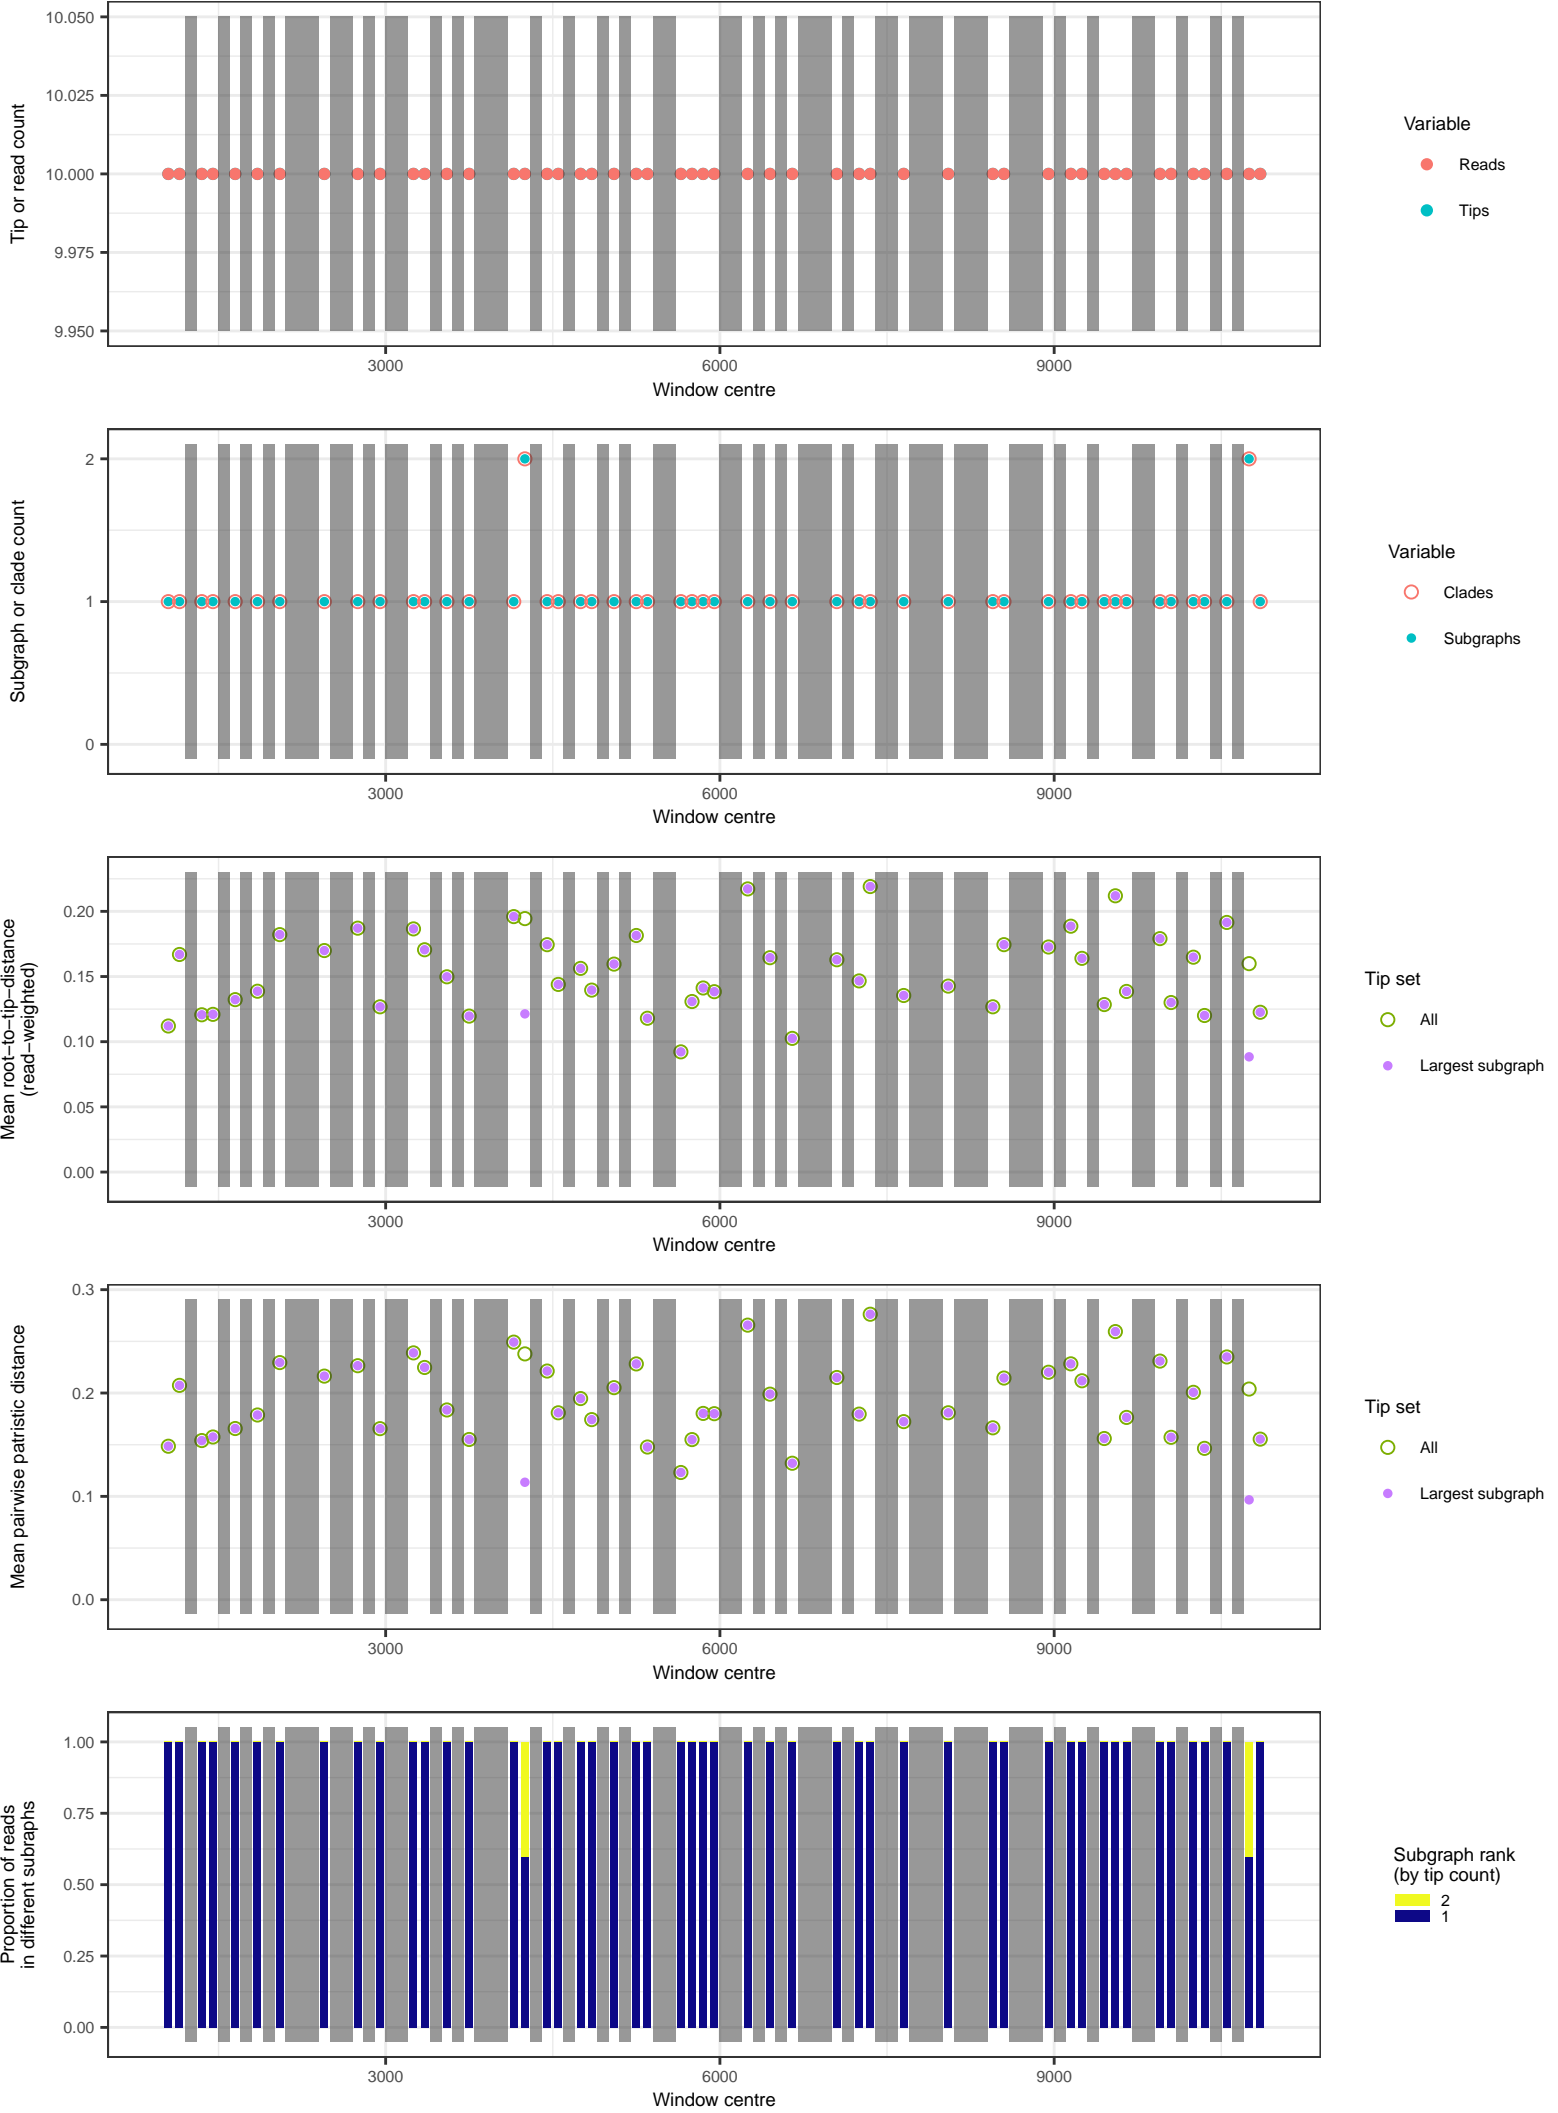 10.050
10.025
10.000
9.975
9.950
Tip or read count
3000
6000
9000
Window centre
Variable
Reads
Tips
2
1
0
Subgraph or clade count
3000
6000
9000
Window centre
Variable
Clades
Subgraphs
0.20
0.15
0.10
0.05
0.00
Mean root−to−tip−distance
(read−weighted)
3000
6000
9000
Window centre
Tip set
All
Largest subgraph
0.3
0.2
0.1
0.0
Mean pairwise patristic distance
3000
6000
9000
Window centre
Tip set
All
Largest subgraph
1.00
0.75
0.50
0.25
0.00
Proportion of reads
in different subraphs
3000
6000
9000
Window centre
Subgraph rank
(by tip count)
2
1